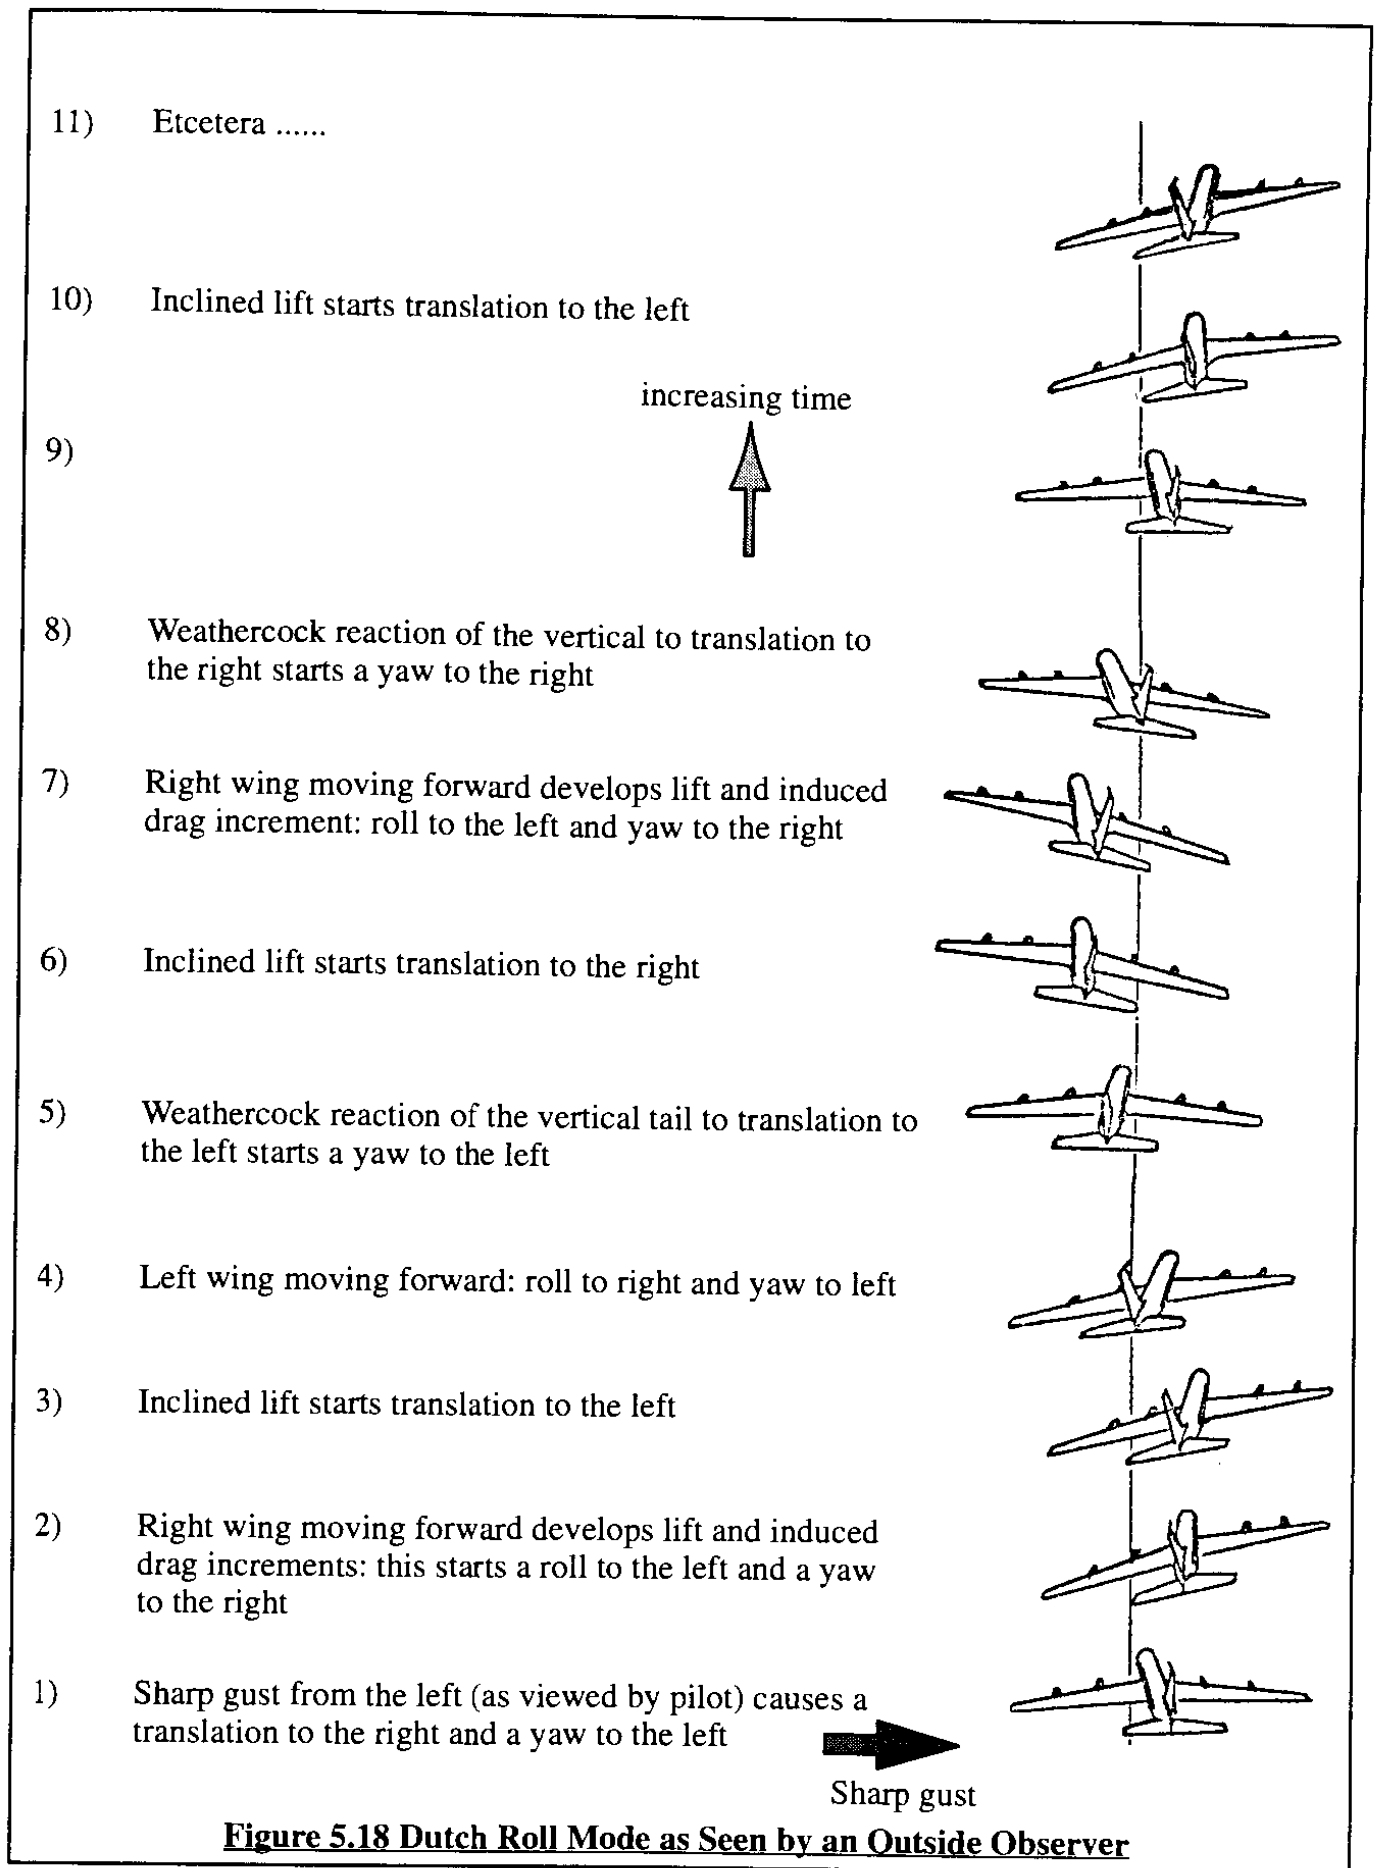 11) Etcetera ......
10) Inclined lift starts translation to the left
increasing time
9)
8) Weathercock reaction of the vertical to translation to
the right starts a yaw to the right
7) Right wing moving forward develops lift and induced
drag increment: roll to the left and yaw to the right
6) Inclined lift starts translation to the right
5) Weathercock reaction of the vertical tail to translation to
the left starts a yaw to the left
4) Left wing moving forward: roll to right and yaw to left
3) Inclined lift starts translation to the left
2) Right wing moving forward develops lift and induced
drag increments: this starts a roll to the left and a yaw
to the right
1) Sharp gust from the left (as viewed by pilot) causes a
translation to the right and a yaw to the left
Sharp gust
Figure 5.18 Dutch Roll Mode as Seen by an Outside Observer